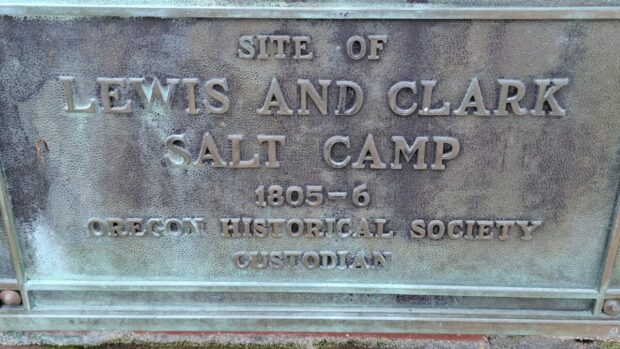 SITE OF
LEWIS AND CLARK
SALT CAMP
1805-6
OREGON HISTORICAL SOCIETY
CUSTODIAN